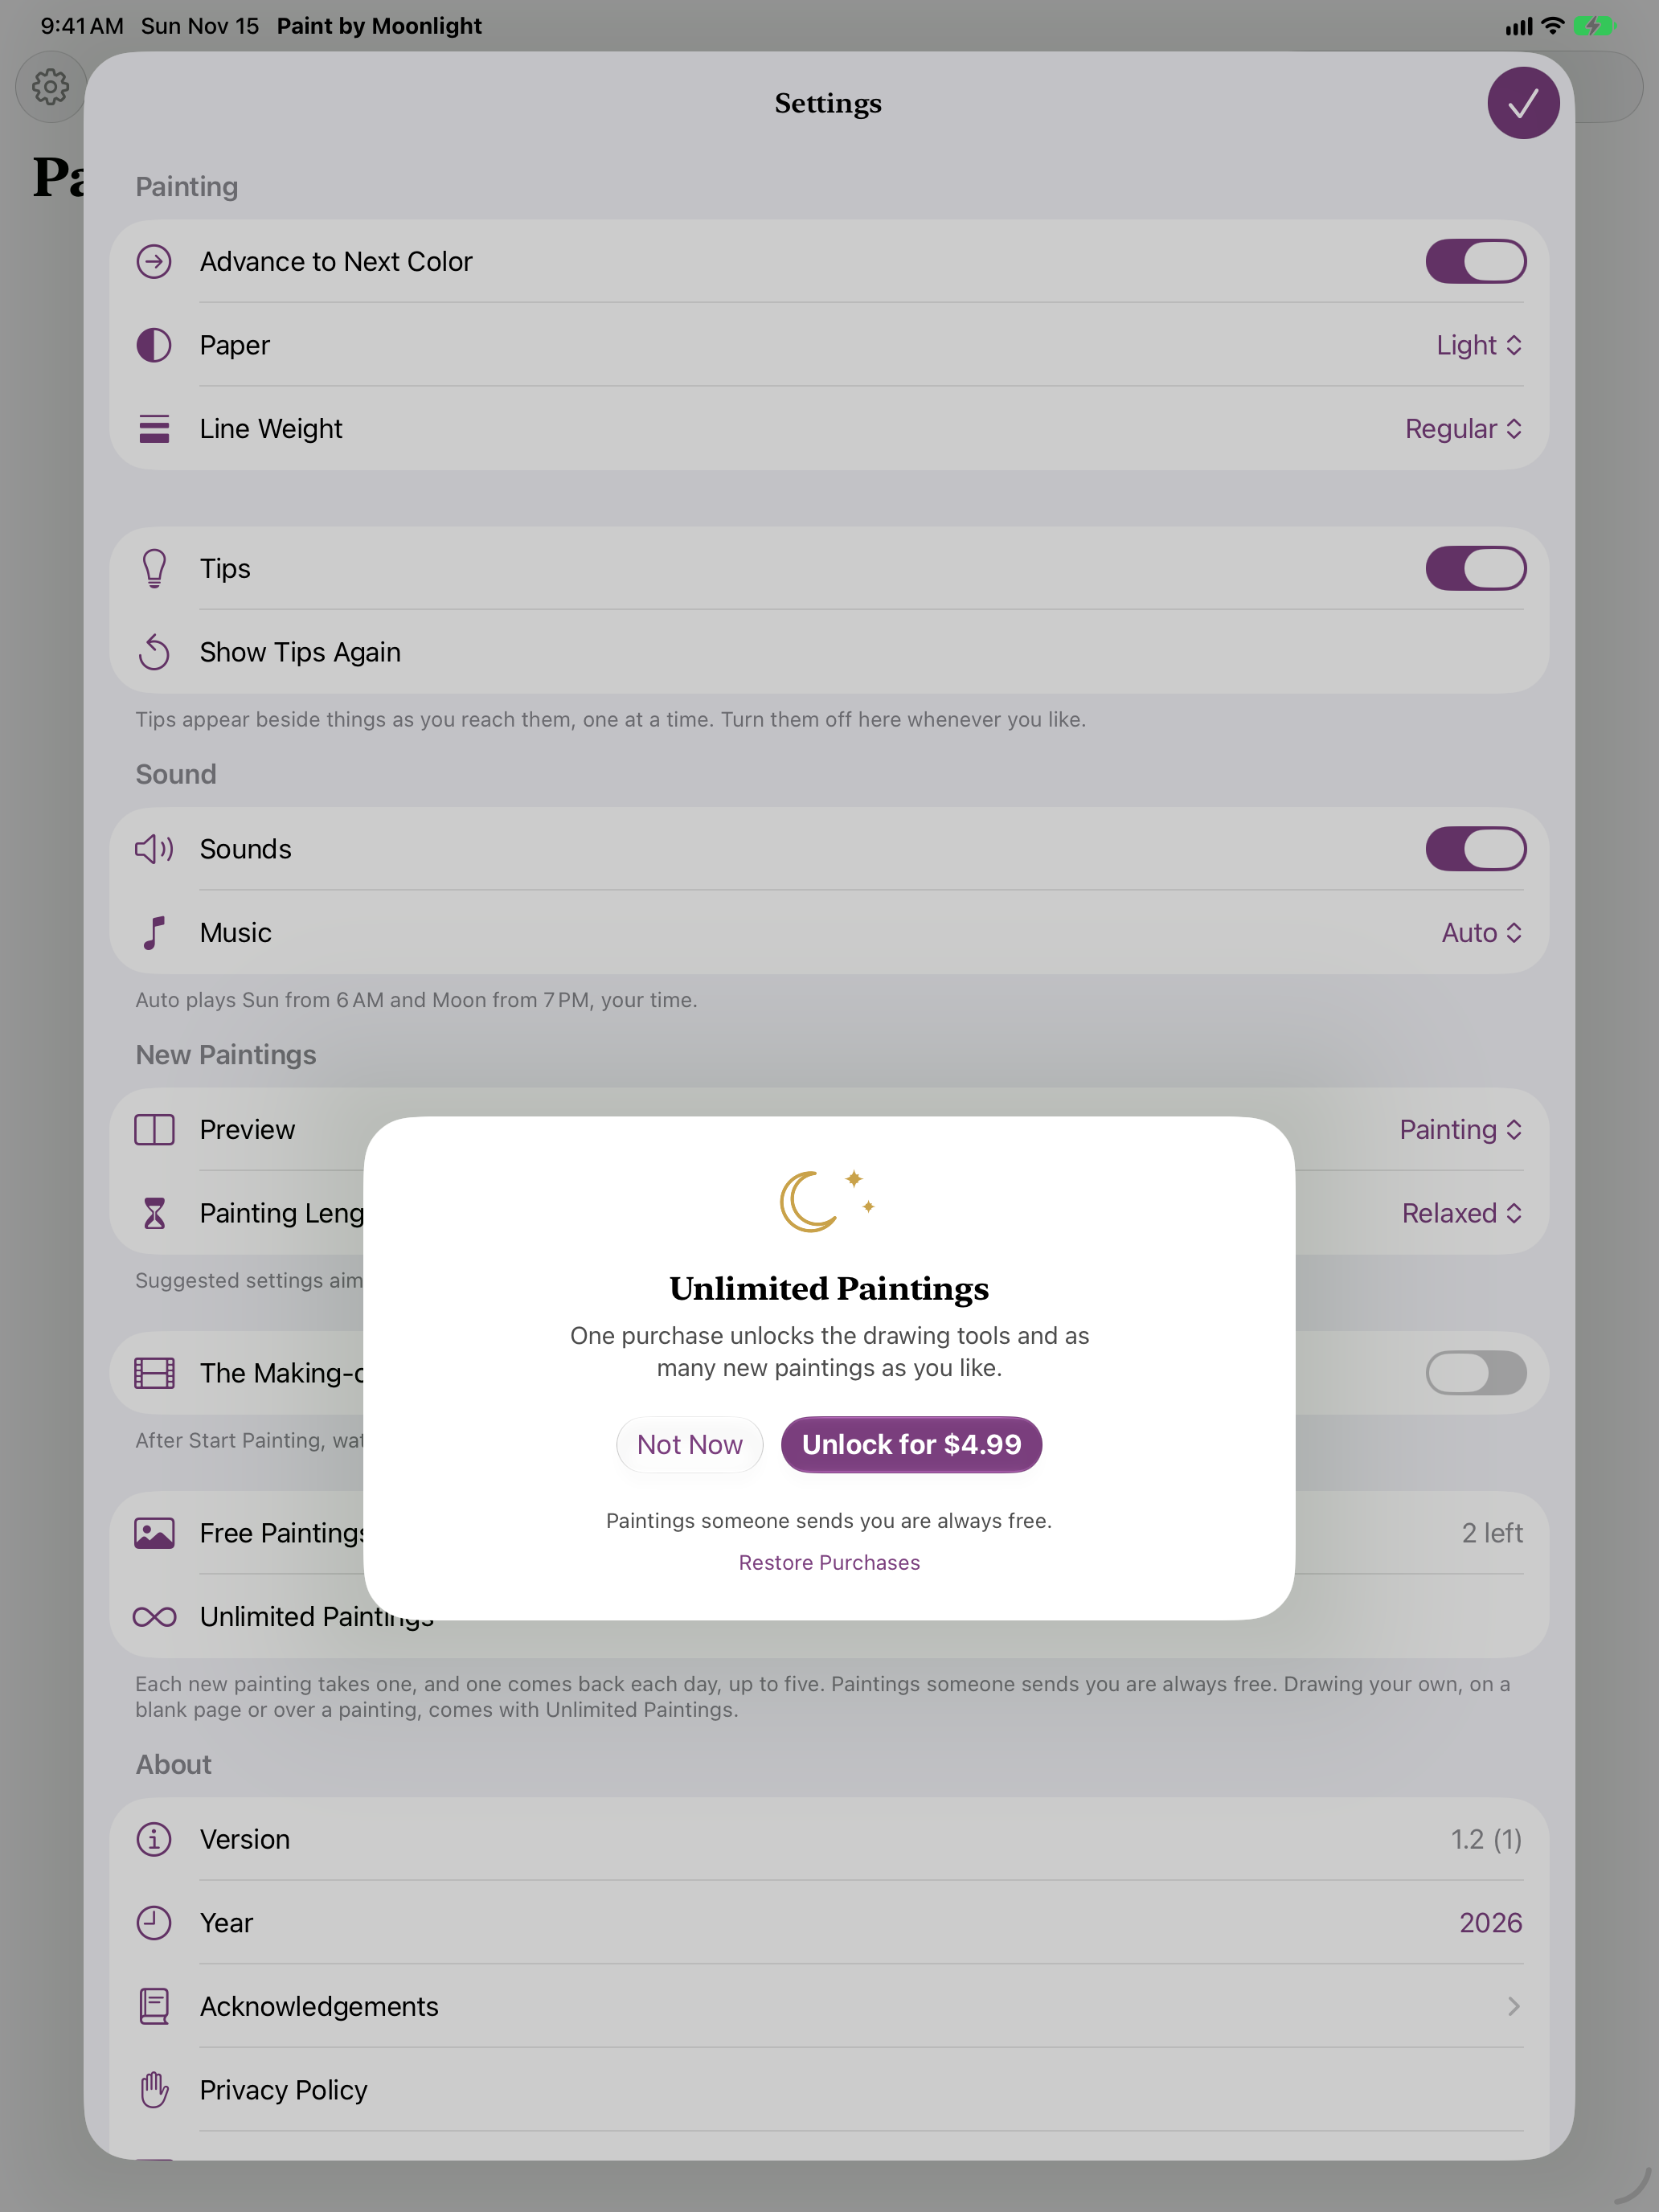 9:41 AM Sun Nov 15 Paint by Moonlight
Settings
Painting
Advance to Next Color
Paper Light
Line Weight Regular
Tips
Show Tips Again
Tips appear beside things as you reach them, one at a time. Turn them off here whenever you like.
Sound
Sounds
Music Auto
Auto plays Sun from 6 AM and Moon from 7 PM, your time.
New Paintings
Preview Painting
Painting Leng Relaxed
Suggested settings aim
The Making-o
After Start Painting, wat
Free Paintings 2 left
Unlimited Paintings
Unlimited Paintings
One purchase unlocks the drawing tools and as
many new paintings as you like.
Not Now Unlock for $4.99
Paintings someone sends you are always free.
Restore Purchases
Each new painting takes one, and one comes back each day, up to five. Paintings someone sends you are always free. Drawing your own, on a
blank page or over a painting, comes with Unlimited Paintings.
About
Version 1.2 (1)
Year 2026
Acknowledgements
Privacy Policy